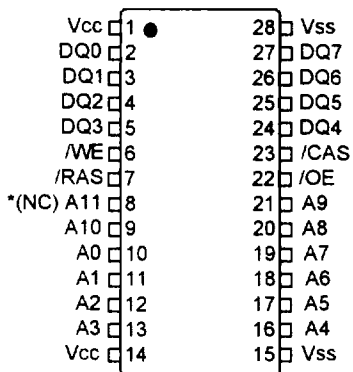 Vcc 1 28 Vss
DQ0 2 27 DQ7
DQ1 3 26 DQ6
DQ2 4 25 DQ5
DQ3 5 24 DQ4
/WE 6 23 /CAS
/RAS 7 22 /OE
*(NC) A11 8 21 A9
A10 9 20 A8
A0 10 19 A7
A1 11 18 A6
A2 12 17 A5
A3 13 16 A4
Vcc 14 15 Vss